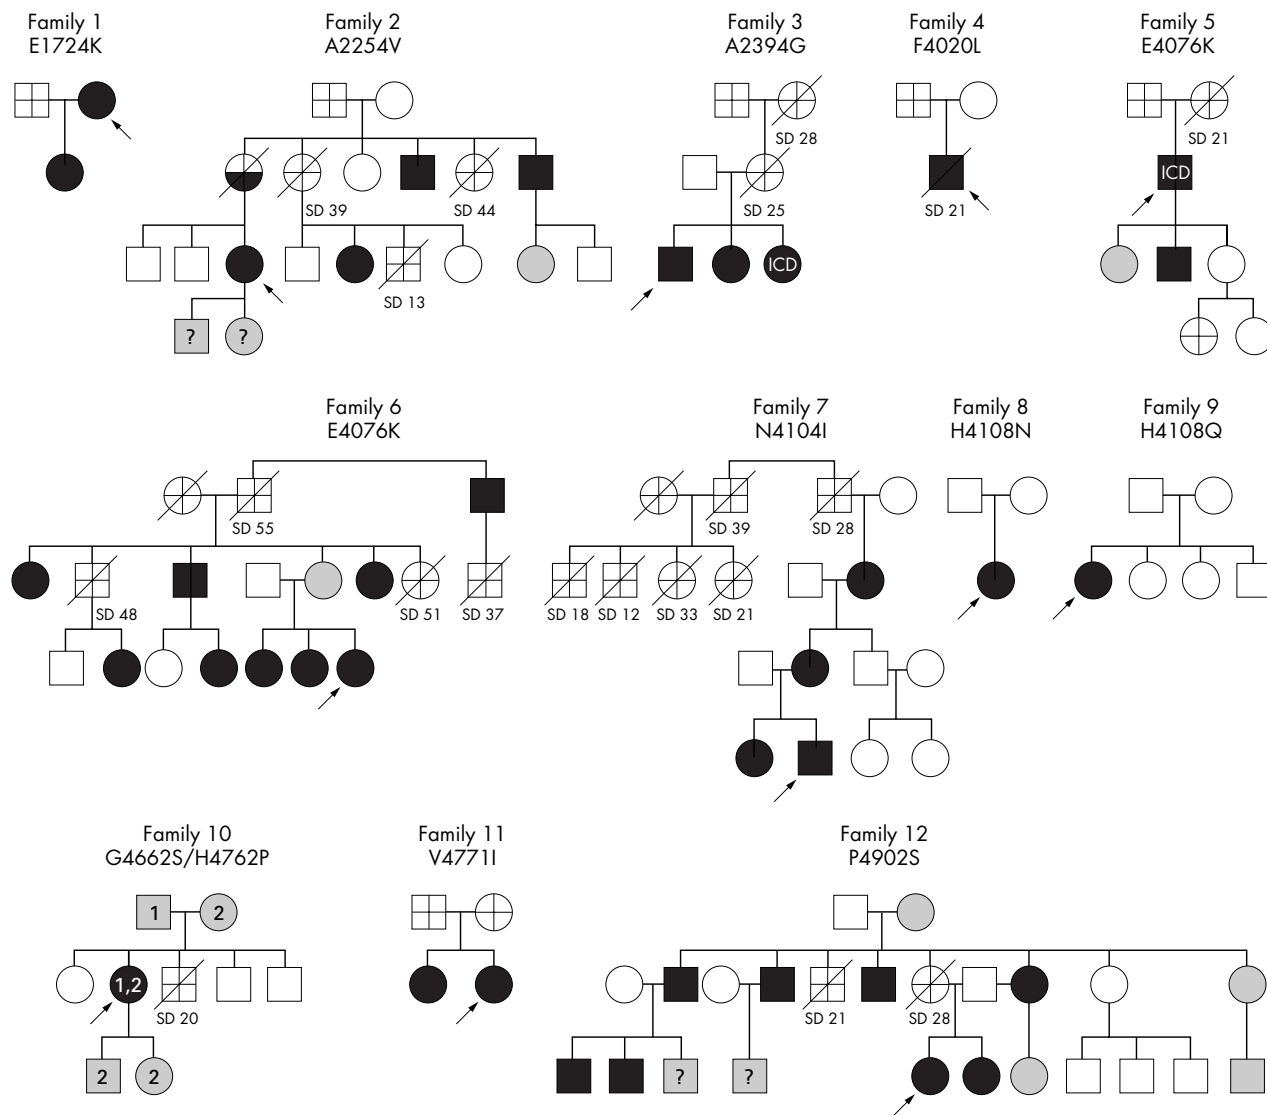 Family 1
E1724K
Family 2
A2254V
Family 3
A2394G
Family 4
F4020L
Family 5
E4076K
SD 28
SD 21
ICD
SD 39
SD 44
SD 25
SD 21
ICD
SD 13
?
?
Family 6
E4076K
Family 7
N4104I
Family 8
H4108N
Family 9
H4108Q
SD 55
SD 39
SD 28
SD 48
SD 51
SD 37
SD 18
SD 12
SD 33
SD 21
Family 10
G4662S/H4762P
Family 11
V4771I
Family 12
P4902S
1
2
1,2
SD 20
SD 21
SD 28
2
2
?
?